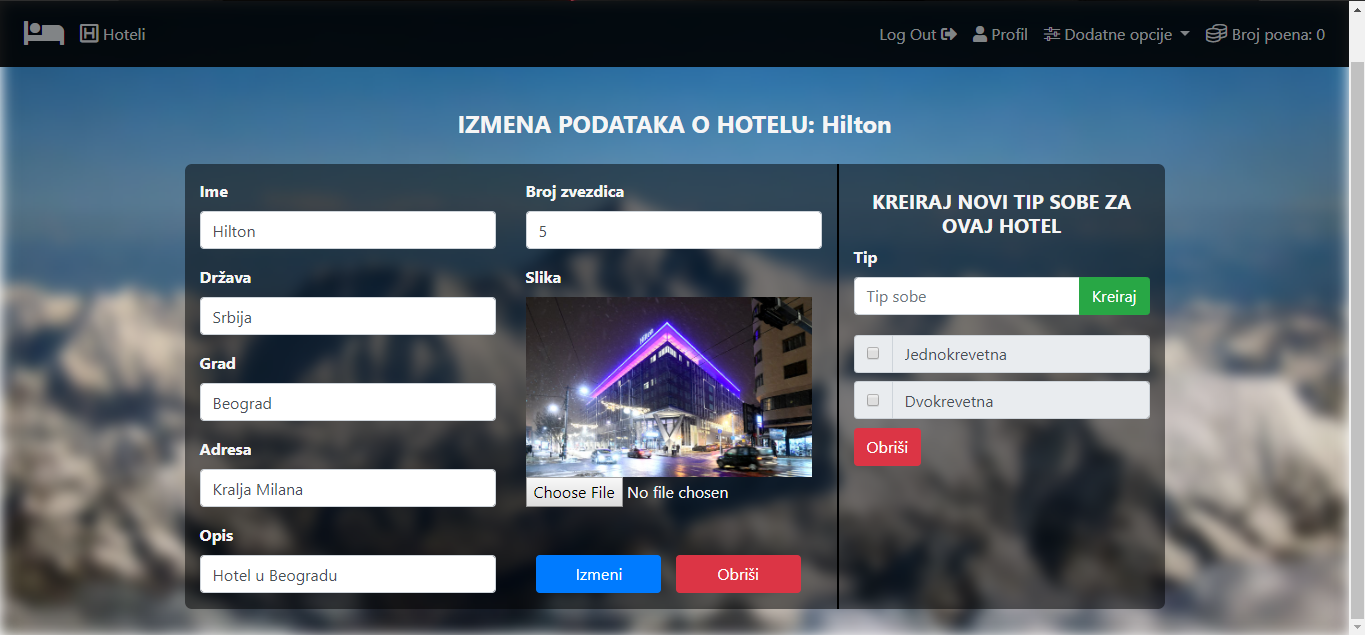 H Hoteli
Log Out Profil Dodatne opcije Broj poena: 0
IZMENA PODATAKA O HOTELU: Hilton
Ime
Hilton
Država
Srbija
Grad
Beograd
Adresa
Kralja Milana
Opis
Hotel u Beogradu
Broj zvezdica
5
Slika
Hilton
Choose File No file chosen
Izmeni Obriši
KREIRAJ NOVI TIP SOBE ZA
OVAJ HOTEL
Tip
Tip sobe Kreiraj
Jednokrevetna
Dvokrevetna
Obriši